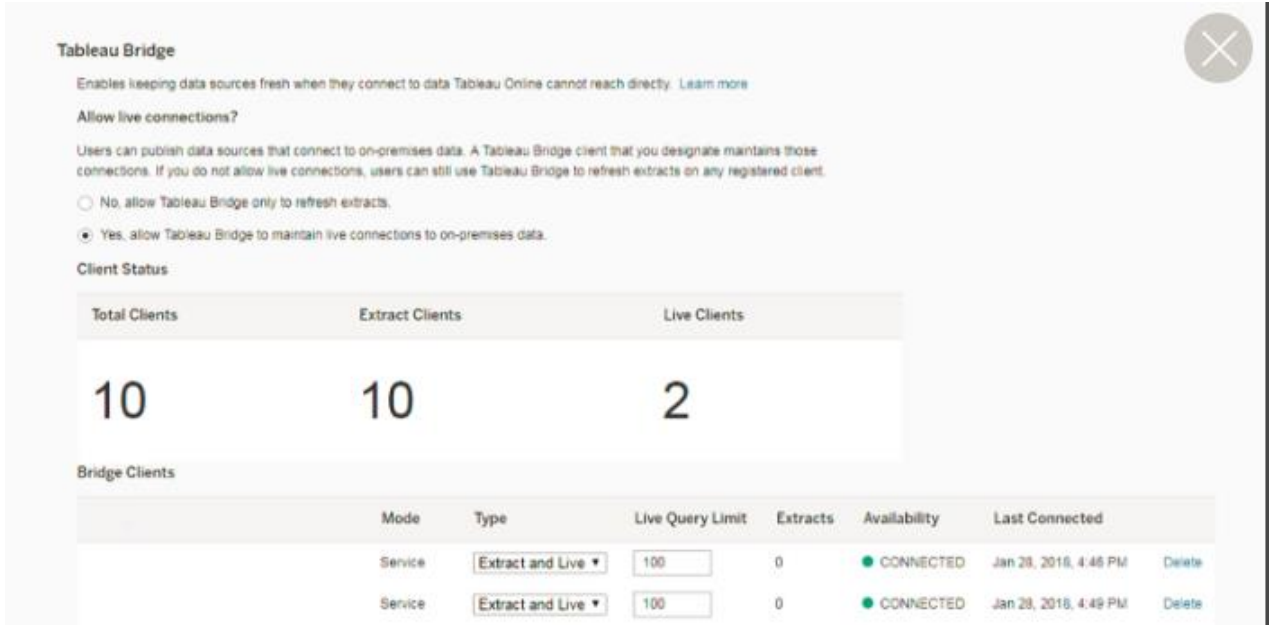 Tableau Bridge
Enables keeping data sources fresh when they connect to data Tableau Online cannot reach directly. Learn more
Allow live connections?
Users can publish data sources that connect to on-premises data. A Tableau Bridge client that you designate maintains those
connections. If you do not allow live connections, users can still use Tableau Bridge to refresh extracts on any registered client.
No, allow Tableau Bridge only to refresh extracts.
Yes, allow Tableau Bridge to maintain live connections to on-premises data.
Client Status
Total Clients Extract Clients Live Clients
10 10 2
Bridge Clients
Mode Type Live Query Limit Extracts Availability Last Connected
Service Extract and Live 100 0 CONNECTED Jan 28, 2018, 4:46 PM Delete
Service Extract and Live 100 0 CONNECTED Jan 28, 2018, 4:49 PM Delete